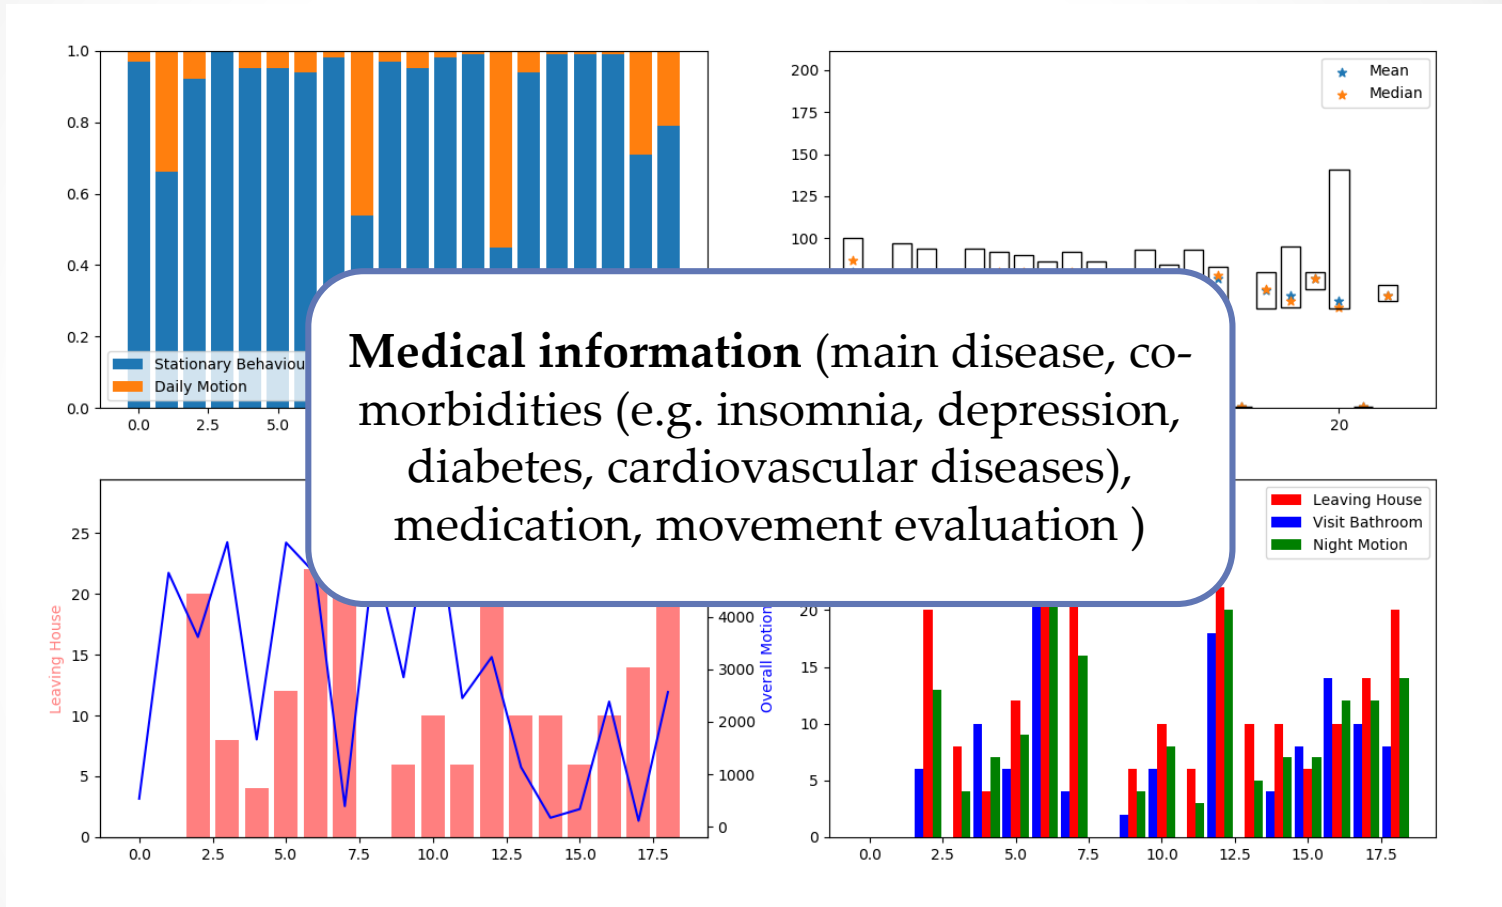 1.0
0.8
0.6
0.4
0.2
0.0
Stationary Behaviou
Daily Motion
0.0 2.5 5.0
200
175
150
125
100
Mean
Median
20
Medical information (main disease, co-
morbidities (e.g. insomnia, depression,
diabetes, cardiovascular diseases),
medication, movement evaluation )
25
20
15
10
5
0
Leaving House
4000
3000
2000
1000
0
Overall Motion
0.0 2.5 5.0 7.5 10.0 12.5 15.0 17.5
Leaving House
Visit Bathroom
Night Motion
20
15
10
5
0
0.0 2.5 5.0 7.5 10.0 12.5 15.0 17.5